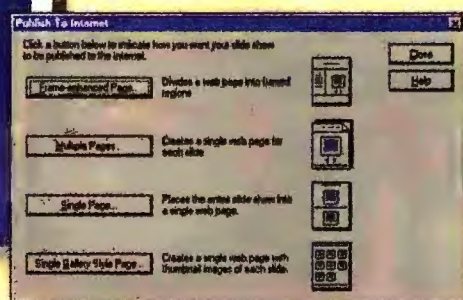 Publish To Internet
Click a button below to indicate how you want your slide show
to be published to the internet.
Close
Help
Frame-enhanced Page...
Divides a web page into framed
regions
Multiple Pages...
Creates a single web page for
each slide
Single Page...
Places the entire slide show into
a single web page.
Single Gallery Style Page...
Creates a single web page with
thumbnail images of each slide.